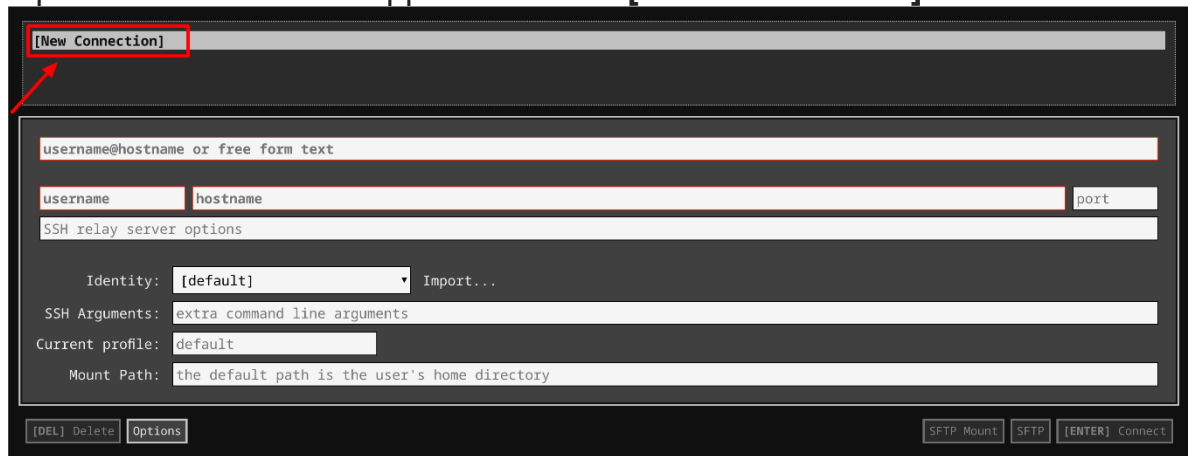 [New Connection]
username@hostname or free form text
username hostname port
SSH relay server options
Identity: [default] Import...
SSH Arguments: extra command line arguments
Current profile: default
Mount Path: the default path is the user's home directory
[DEL] Delete Options SFTP Mount SFTP [ENTER] Connect